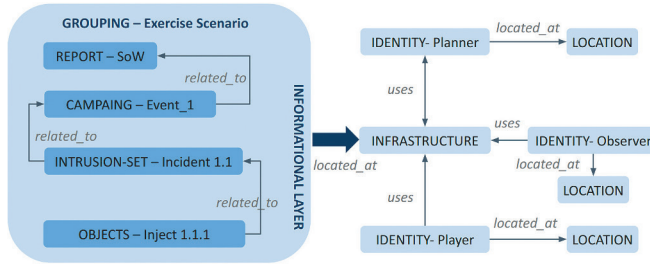 GROUPING – Exercise Scenario
REPORT – SoW
related_to
CAMPAING – Event_1
related_to
INTRUSION-SET – Incident 1.1
related_to
OBJECTS – Inject 1.1.1
INFORMATIONAL LAYER
located_at
IDENTITY- Planner
located_at
LOCATION
uses
INFRASTRUCTURE
uses
IDENTITY- Observer
located_at
LOCATION
uses
IDENTITY- Player
located_at
LOCATION